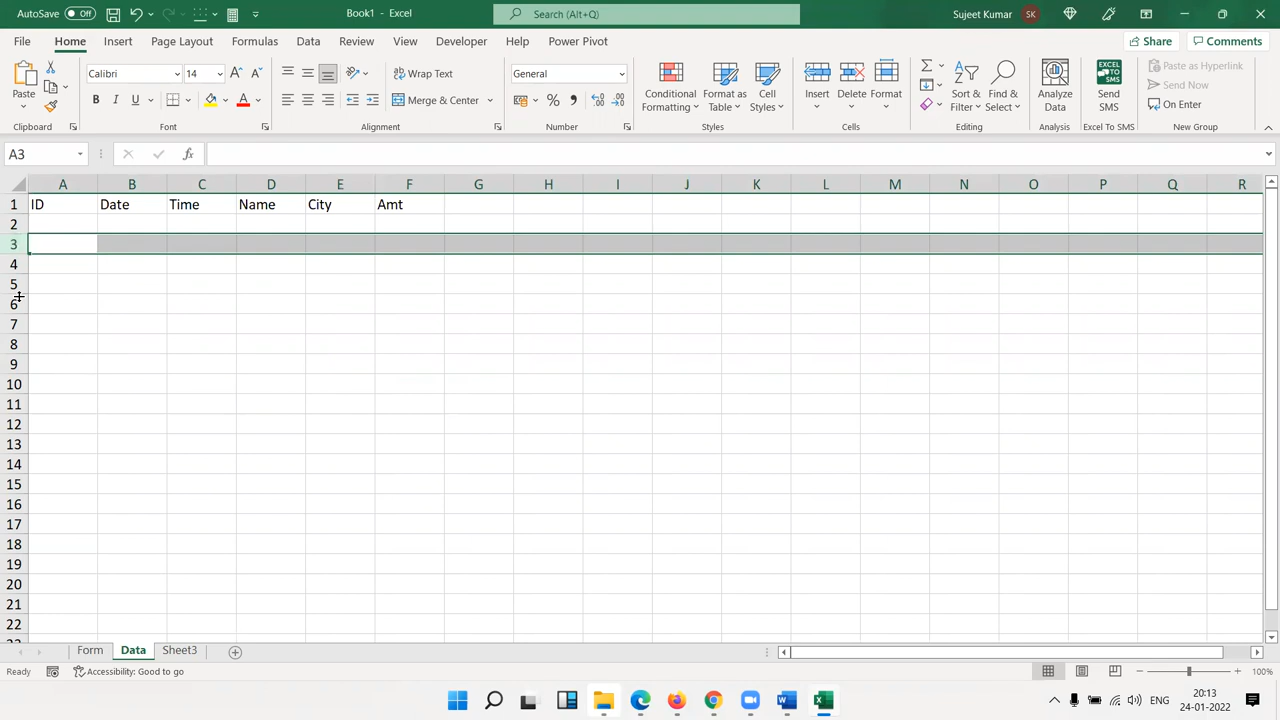 AutoSave Off Book1 - Excel Search (Alt+Q) Sujeet Kumar SK
File Home Insert Page Layout Formulas Data Review View Developer Help Power Pivot Share Comments
Paste Calibri 14 Wrap Text General Conditional Formatting Format as Table Cell Styles Insert Delete Format Sort & Filter Find & Select Analyze Data Send SMS Paste as Hyperlink
B I U A Merge & Center % Send Now
On Enter
Clipboard Font Alignment Number Styles Cells Editing Analysis Excel To SMS New Group
A3 fx
A B C D E F G H I J K L M N O P Q R
1 ID Date Time Name City Amt
2
3
4
5
6
7
8
9
10
11
12
13
14
15
16
17
18
19
20
21
22
Form Data Sheet3
Ready Accessibility: Good to go 100%
ENG 20:13
24-01-2022